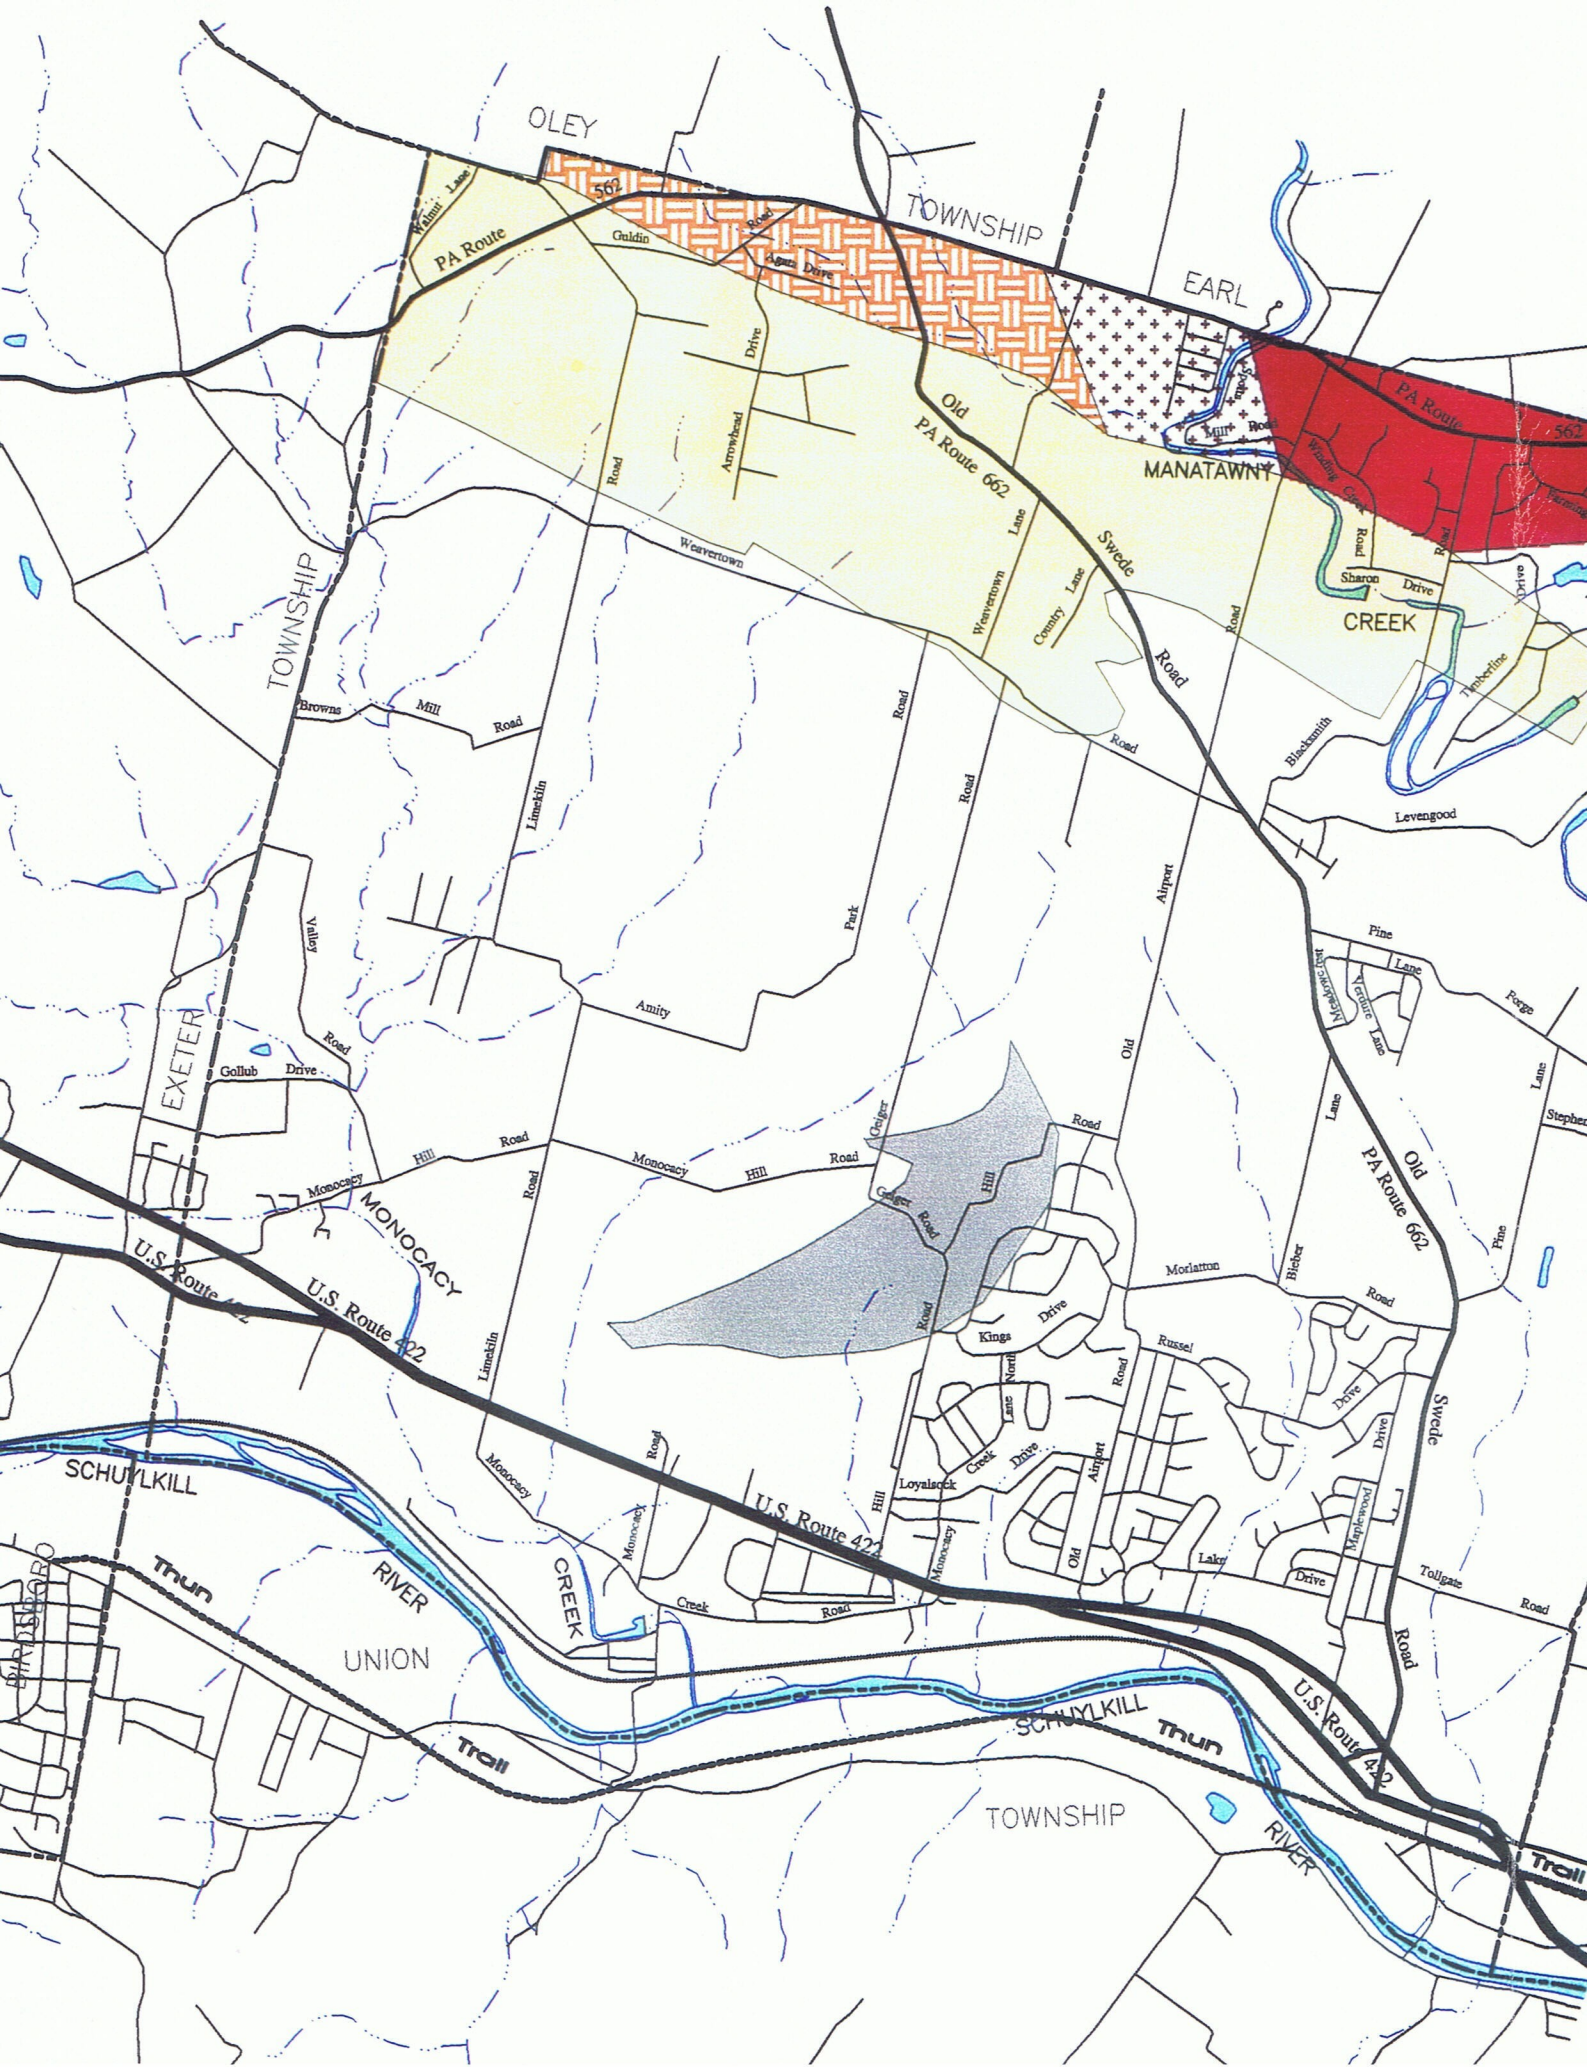 OLEY
TOWNSHIP
EARL
Walnut Lane
562
PA Route
Guldin
Road
Agata Drive
Drive
Arrowhead
Road
Old
PA Route 662
Swede
Road
Spohn
Mill Road
MANATAWNY
PA Route
562
Winding Creek
Road
Road
Farming
Sharon Drive
CREEK
Drive
Timberline
Weavertown
Lane
Weavertown
Country Lane
Road
Road
Blacksmith
Levengood
TOWNSHIP
Browns Mill Road
Limekiln
Road
Road
Airport
Park
Valley
Road
Amity
Pine
Lane
Meadowcrest
Verdure
Lane
Forge
EXETER
Gollub Drive
Old
Lane
Lane
Stephen
Geiger
Road
Monocacy Hill Road
Monocacy Hill Road
Road
Hill
Geiger
Road
Old
PA Route 662
MONOCACY
U.S. Route 422
U.S. Route 422
Morlatton
Bieber
Road
Pine
Road
Kings Drive
Russel
Limekiln
North
Lane
Road
Drive
Drive
Swede
SCHUYLKILL
Monocacy
Road
Monocacy
Creek Drive
Loyalsock
Airport
Hill
Maplewood
U.S. Route 422
Old
Monocacy
Lake
Drive
Tollgate
Road
BIRDSBORO
Thun
RIVER
CREEK
Creek Road
Road
UNION
U.S. Route 422
SCHUYLKILL
Thun
Trail
TOWNSHIP
RIVER
Trail